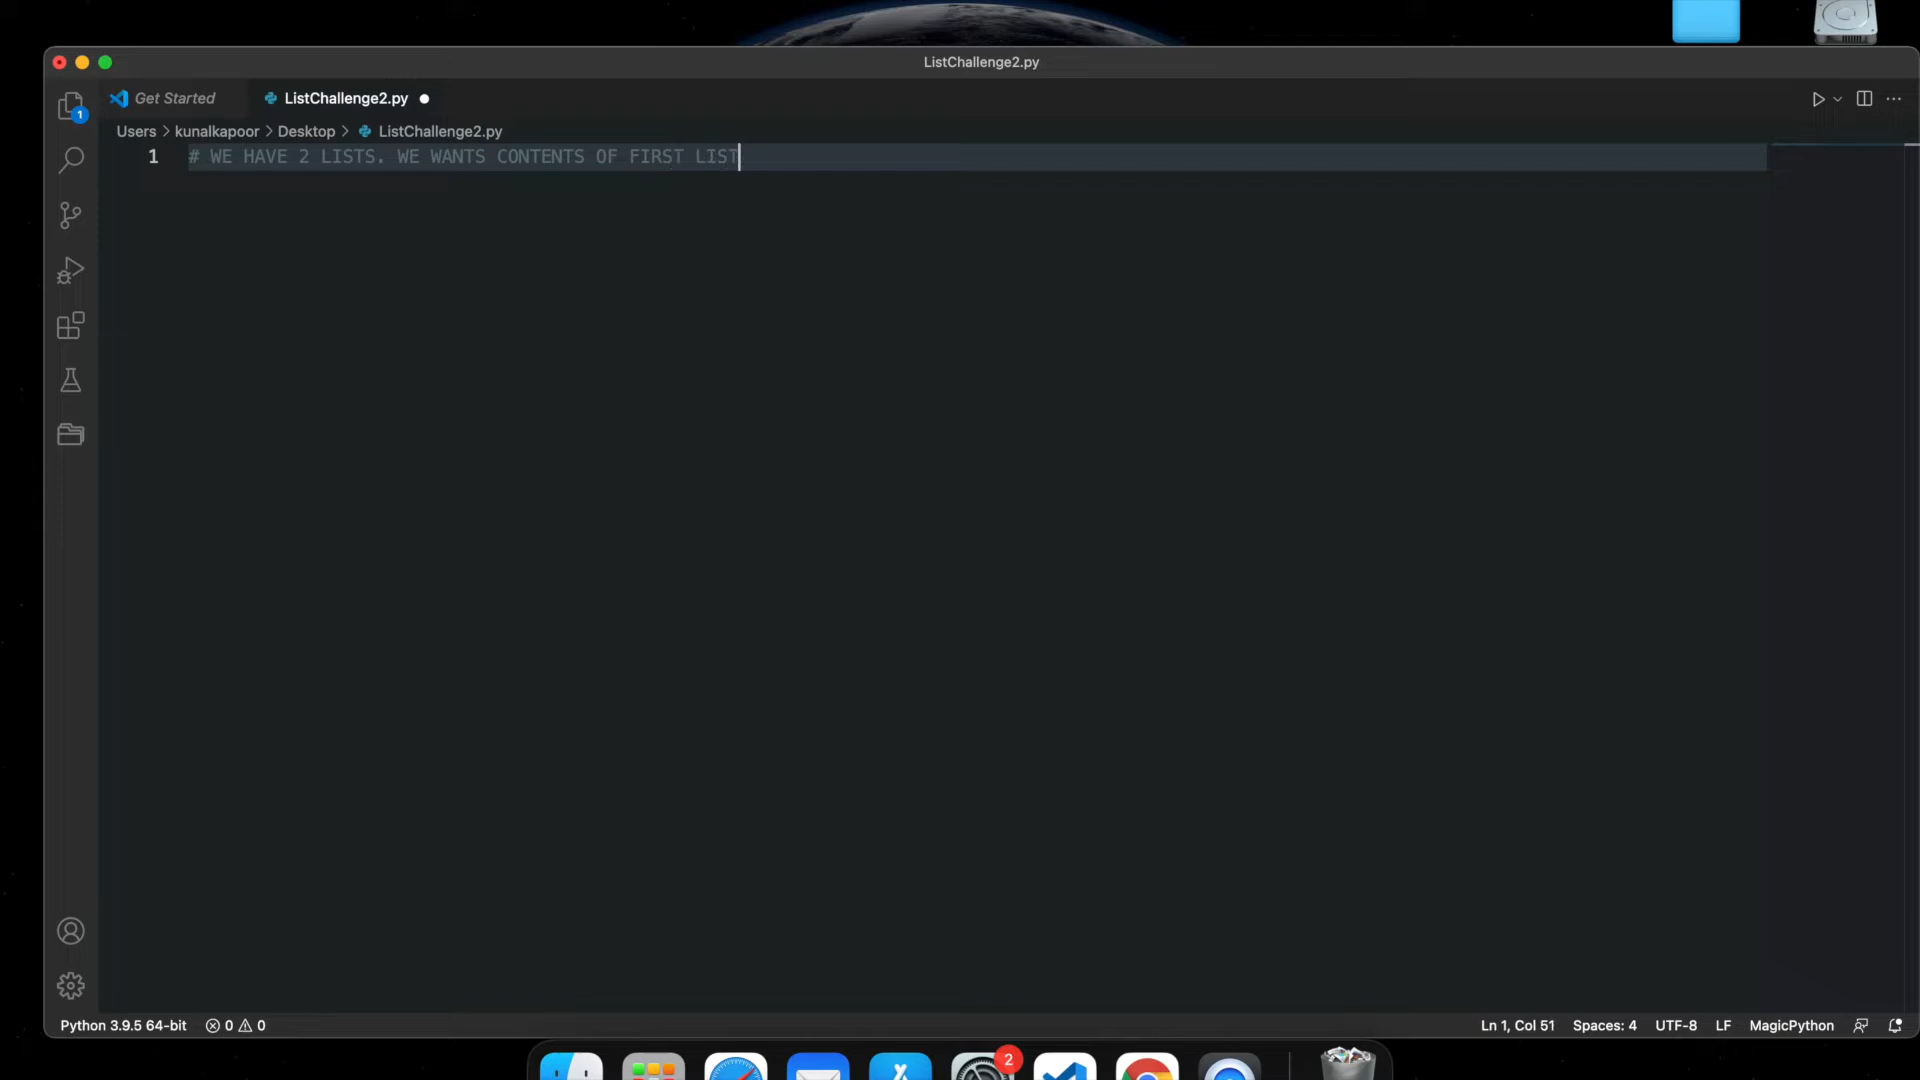 ListChallenge2.py
Get Started
ListChallenge2.py
1
Users > kunalkapoor > Desktop > ListChallenge2.py
1 # WE HAVE 2 LISTS. WE WANTS CONTENTS OF FIRST LIST
Python 3.9.5 64-bit 0 0
Ln 1, Col 51 Spaces: 4 UTF-8 LF MagicPython
2